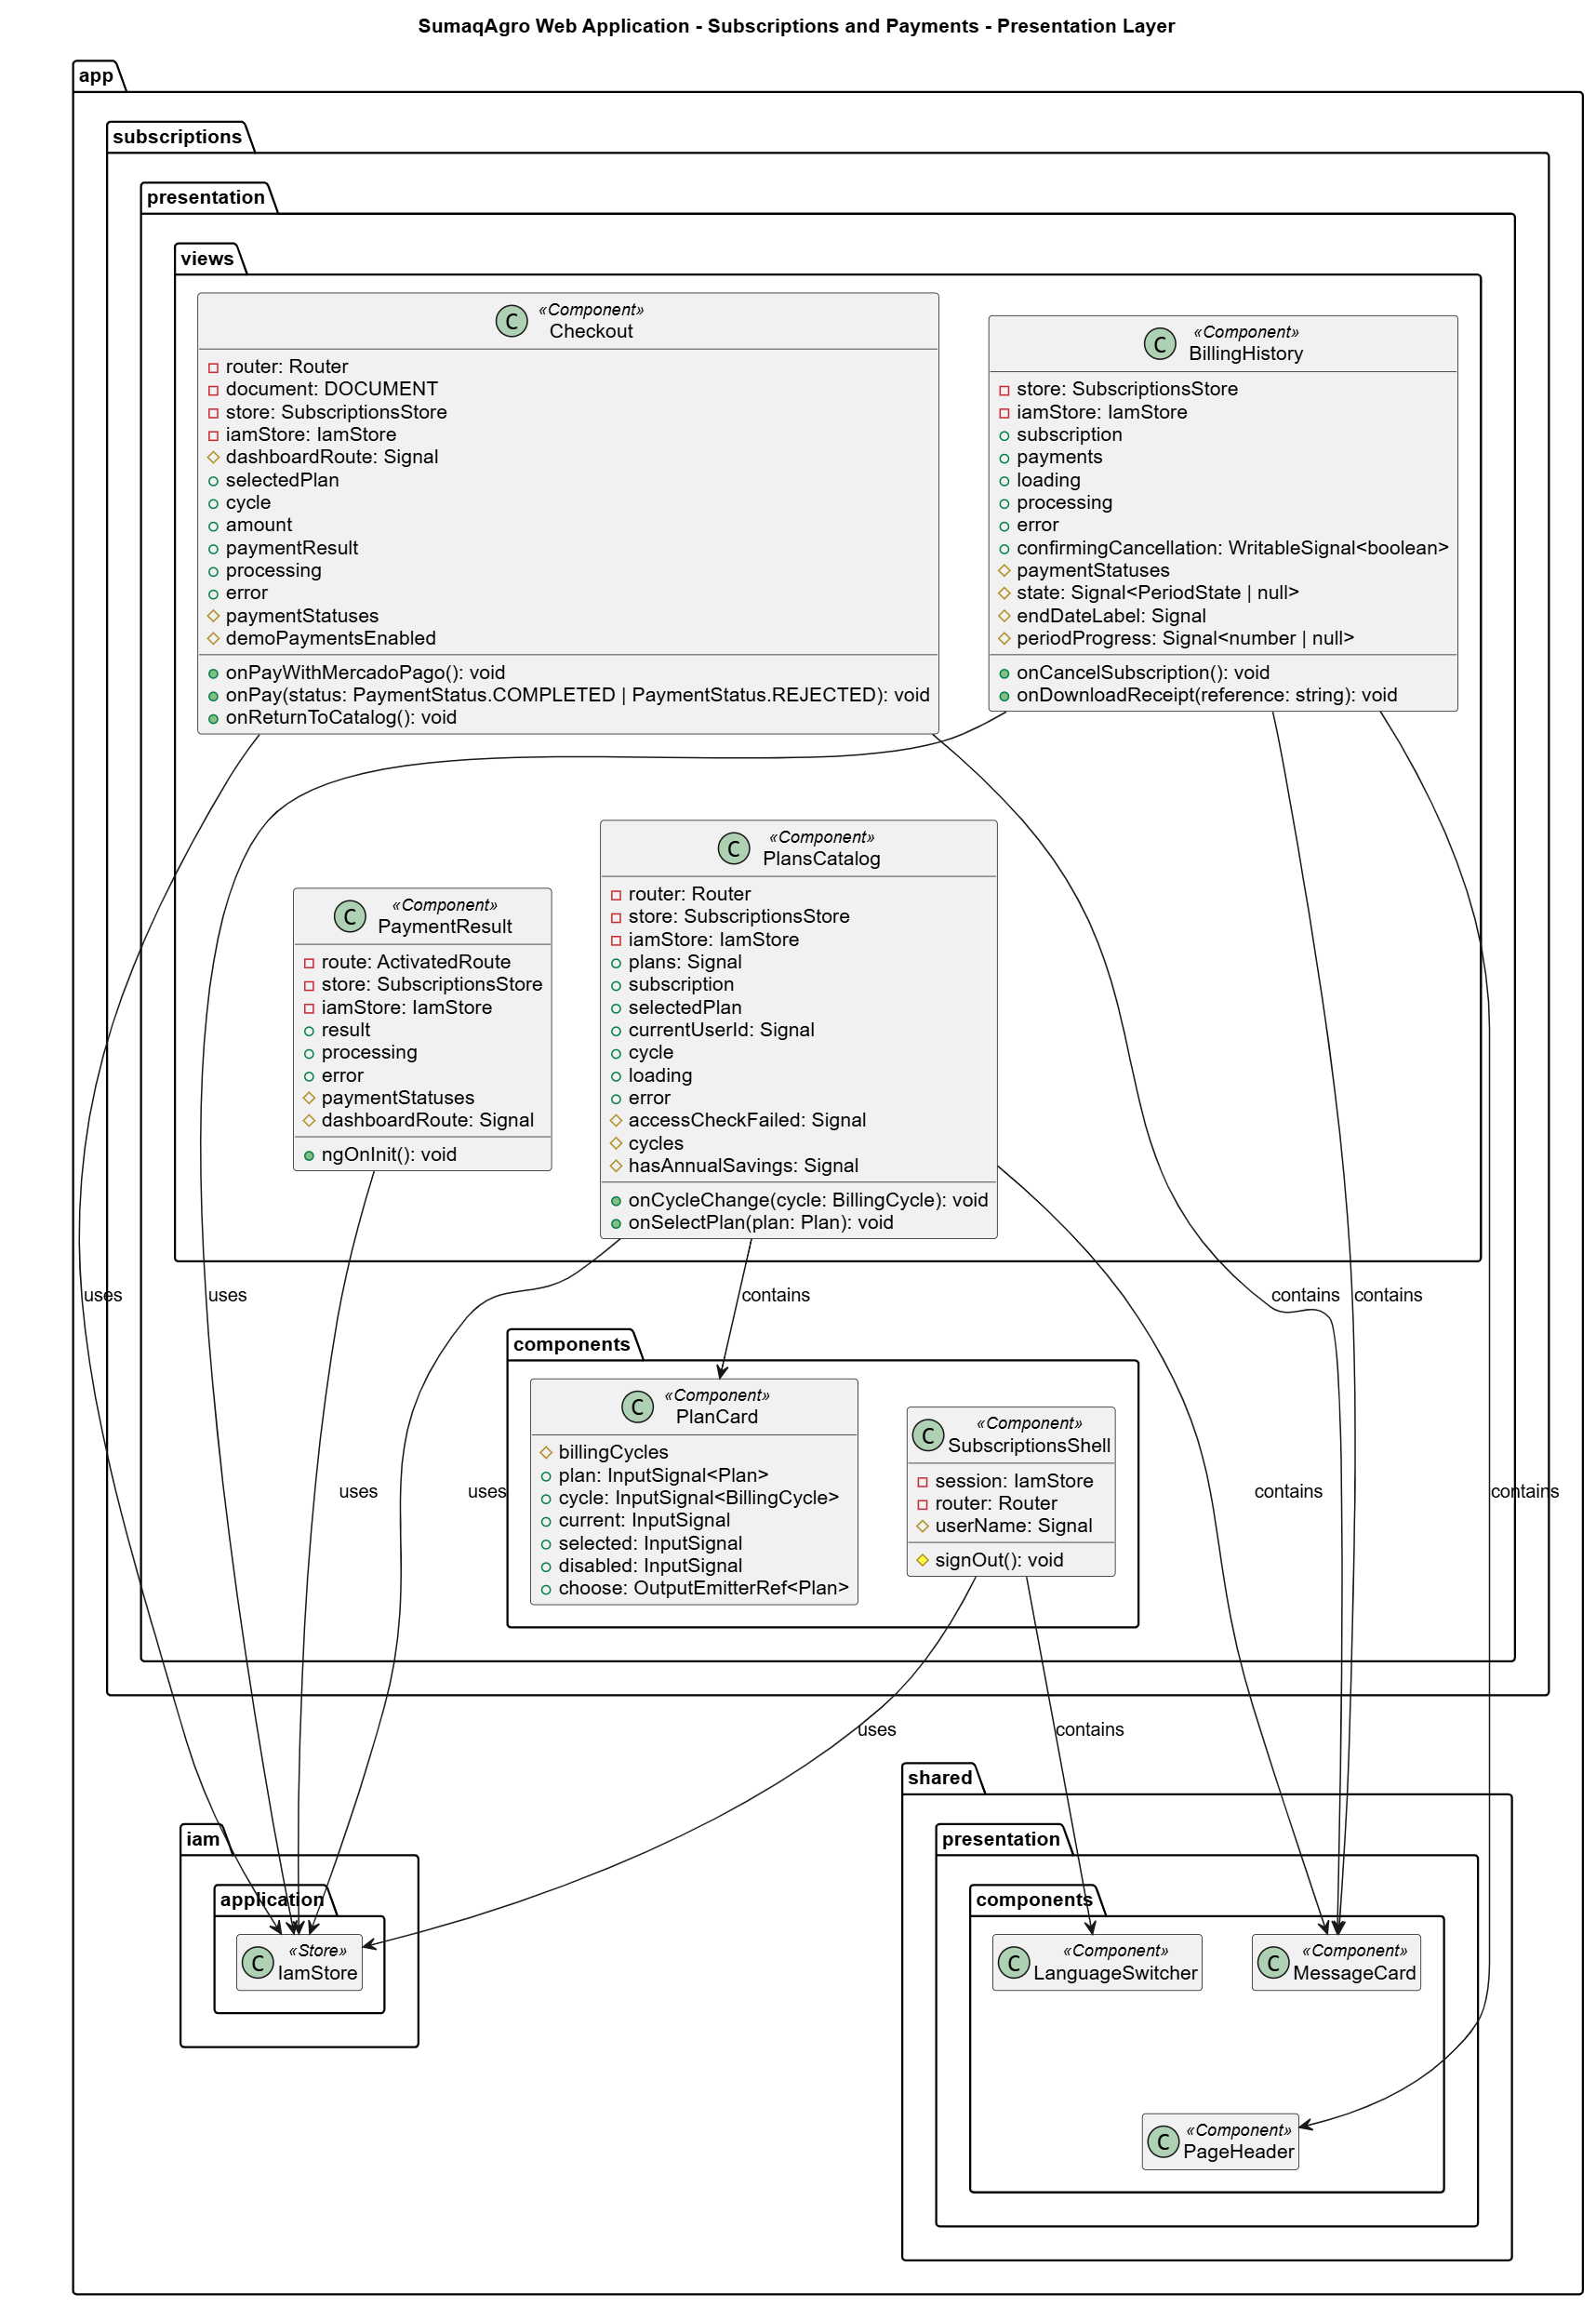 SumaqAgro Web Application - Subscriptions and Payments - Presentation Layer
app
subscriptions
presentation
views
C
«Component»
Checkout
router: Router
document: DOCUMENT
store: SubscriptionsStore
iamStore: IamStore
dashboardRoute: Signal
selectedPlan
cycle
amount
paymentResult
processing
error
paymentStatuses
demoPaymentsEnabled
onPayWithMercadoPago(): void
onPay(status: PaymentStatus.COMPLETED | PaymentStatus.REJECTED): void
onReturnToCatalog(): void
C
«Component»
BillingHistory
store: SubscriptionsStore
iamStore: IamStore
subscription
payments
loading
processing
error
confirmingCancellation: WritableSignal<boolean>
paymentStatuses
state: Signal<PeriodState | null>
endDateLabel: Signal
periodProgress: Signal<number | null>
onCancelSubscription(): void
onDownloadReceipt(reference: string): void
C
«Component»
PaymentResult
route: ActivatedRoute
store: SubscriptionsStore
iamStore: IamStore
result
processing
error
paymentStatuses
dashboardRoute: Signal
ngOnInit(): void
C
«Component»
PlansCatalog
router: Router
store: SubscriptionsStore
iamStore: IamStore
plans: Signal
subscription
selectedPlan
currentUserId: Signal
cycle
loading
error
accessCheckFailed: Signal
cycles
hasAnnualSavings: Signal
onCycleChange(cycle: BillingCycle): void
onSelectPlan(plan: Plan): void
uses
uses
contains
contains
contains
components
C
«Component»
PlanCard
billingCycles
plan: InputSignal<Plan>
cycle: InputSignal<BillingCycle>
current: InputSignal
selected: InputSignal
disabled: InputSignal
choose: OutputEmitterRef<Plan>
C
«Component»
SubscriptionsShell
session: IamStore
router: Router
userName: Signal
signOut(): void
uses
uses
contains
contains
uses
contains
iam
application
C
«Store»
IamStore
shared
presentation
components
C
«Component»
LanguageSwitcher
C
«Component»
MessageCard
C
«Component»
PageHeader